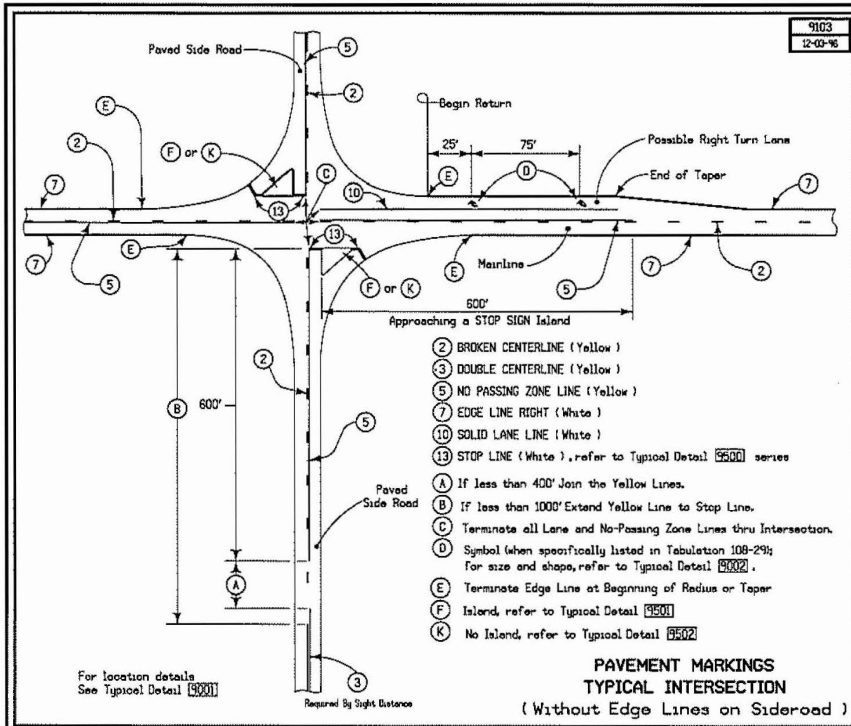 9103
12-03-96
Paved Side Road
5
2
Begin Return
E
2
F or K
C
25'
75'
Possible Right Turn Lane
7
13
10
E
D
End of Taper
7
E
13
Mainline
E
7
5
F or K
5
7
2
600'
Approaching a STOP SIGN Island
B
600'
2
5
Paved
Side Road
A
3
2 BROKEN CENTERLINE (Yellow)
3 DOUBLE CENTERLINE (Yellow)
5 NO PASSING ZONE LINE (Yellow)
7 EDGE LINE RIGHT (White)
10 SOLID LANE LINE (White)
13 STOP LINE (White), refer to Typical Detail 9500 series
A If less than 400' Join the Yellow Lines.
B If less than 1000' Extend Yellow Line to Stop Line.
C Terminate all Lane and No-Passing Zone Lines thru Intersection.
D Symbol (when specifically listed in Tabulation 108-29);
for size and shape, refer to Typical Detail 9002.
E Terminate Edge Line at Beginning of Radius or Taper
F Island, refer to Typical Detail 9501
K No Island, refer to Typical Detail 9502
For location details
See Typical Detail 9001
Required By Sight Distance
PAVEMENT MARKINGS
TYPICAL INTERSECTION
(Without Edge Lines on Sideroad)